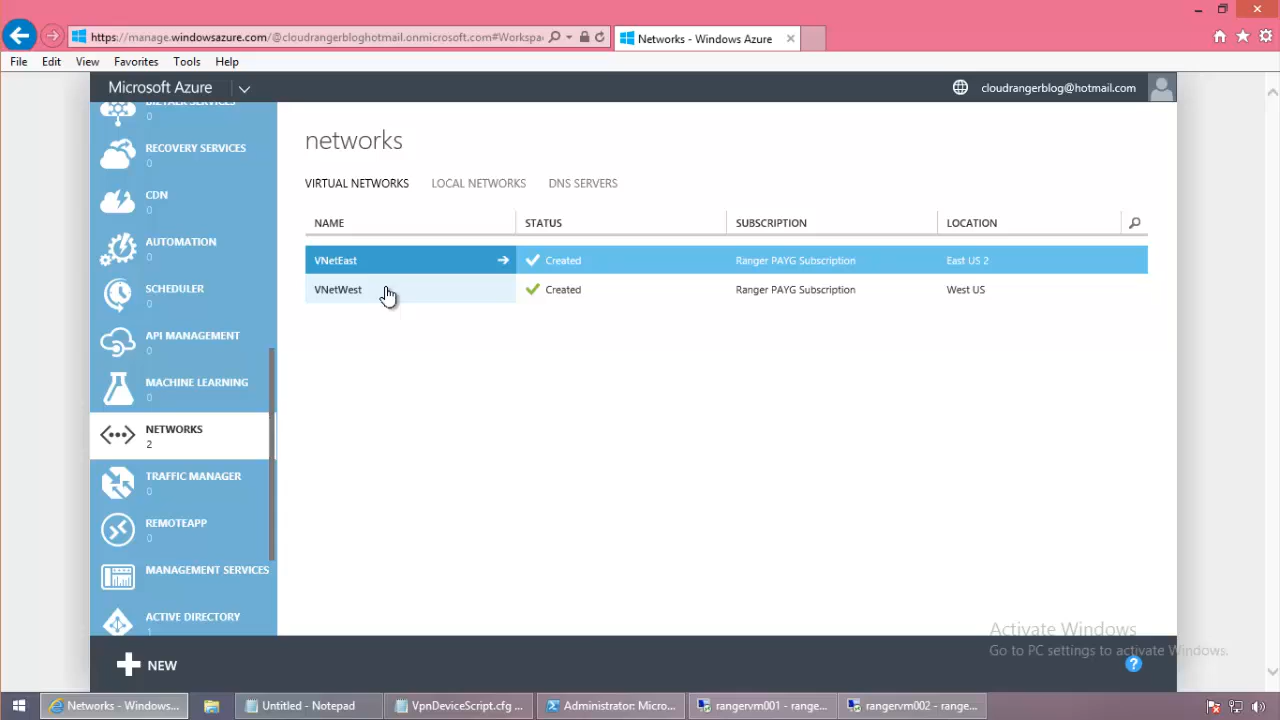 https://manage.windowsazure.com/@cloudrangerbloghotmail.onmicrosoft.com#Workspa
Networks - Windows Azure
File Edit View Favorites Tools Help
Microsoft Azure
cloudrangerblog@hotmail.com
BIZTALK SERVICES
0
RECOVERY SERVICES
0
CDN
0
AUTOMATION
0
SCHEDULER
0
API MANAGEMENT
0
MACHINE LEARNING
0
NETWORKS
2
TRAFFIC MANAGER
0
REMOTEAPP
0
MANAGEMENT SERVICES
ACTIVE DIRECTORY
1
networks
VIRTUAL NETWORKS LOCAL NETWORKS DNS SERVERS
NAME STATUS SUBSCRIPTION LOCATION
VNetEast Created Ranger PAYG Subscription East US 2
VNetWest Created Ranger PAYG Subscription West US
Activate Windows
Go to PC settings to activate Windows.
NEW
?
Networks - Windows... Untitled - Notepad VpnDeviceScript.cfg ... Administrator: Micro... rangervm001 - range... rangervm002 - range...